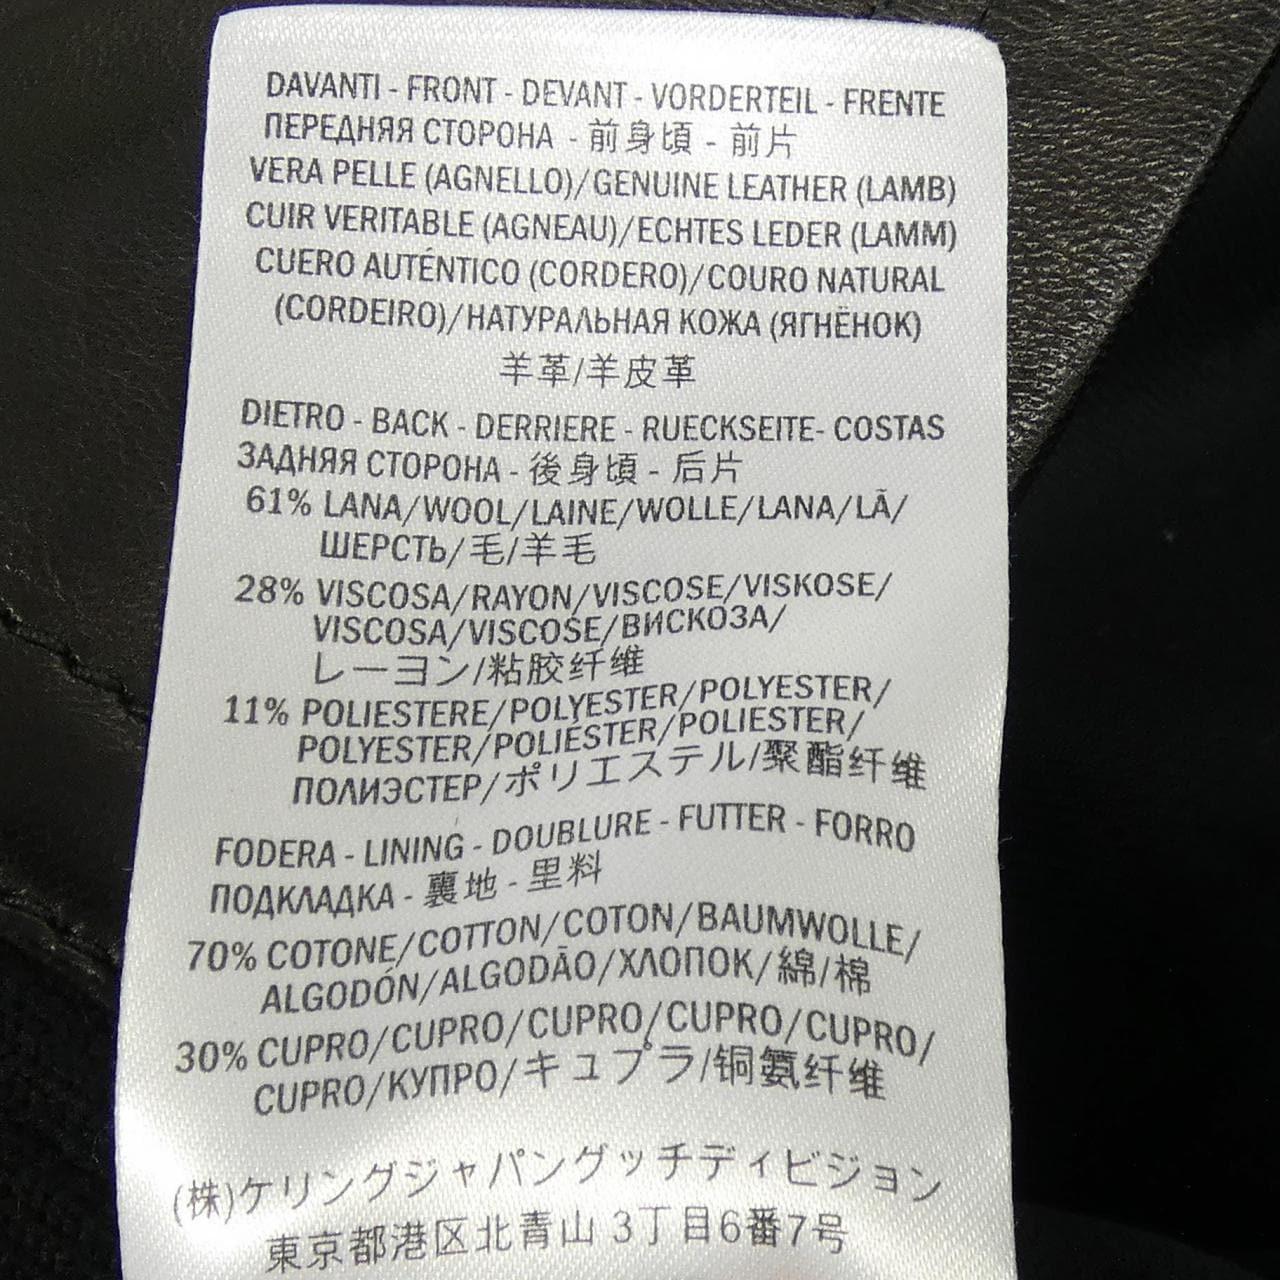 DAVANTI - FRONT - DEVANT - VORDERTEIL - FRENTE
ПЕРЕДНЯЯ СТОРОНА - 前身頃 - 前片
VERA PELLE (AGNELLO)/GENUINE LEATHER (LAMB)
CUIR VERITABLE (AGNEAU)/ECHTES LEDER (LAMM)
CUERO AUTÉNTICO (CORDERO)/COURO NATURAL
(CORDEIRO)/НАТУРАЛЬНАЯ КОЖА (ЯГНЁНОК)
羊革/羊皮革
DIETRO - BACK - DERRIERE - RUECKSEITE- COSTAS
ЗАДНЯЯ СТОРОНА - 後身頃 - 后片
61% LANA/WOOL/LAINE/WOLLE/LANA/LÃ/
ШЕРСТЬ/毛/羊毛
28% VISCOSA/RAYON/VISCOSE/VISKOSE/
VISCOSA/VISCOSE/ВИСКОЗА/
レーヨン/粘胶纤维
11% POLIESTERE/POLYESTER/POLYESTER/
POLYESTER/POLIÉSTER/POLIESTER/
ПОЛИЭСТЕР/ポリエステル/聚酯纤维
FODERA - LINING - DOUBLURE - FUTTER - FORRO
ПОДКЛАДКА - 裏地 - 里料
70% COTONE/COTTON/COTON/BAUMWOLLE/
ALGODÓN/ALGODÃO/ХЛОПОК/綿/棉
30% CUPRO/CUPRO/CUPRO/CUPRO/CUPRO/
CUPRO/КУПРО/キュプラ/铜氨纤维
(株)ケリングジャパングッチディビジョン
東京都港区北青山 3丁目6番7号